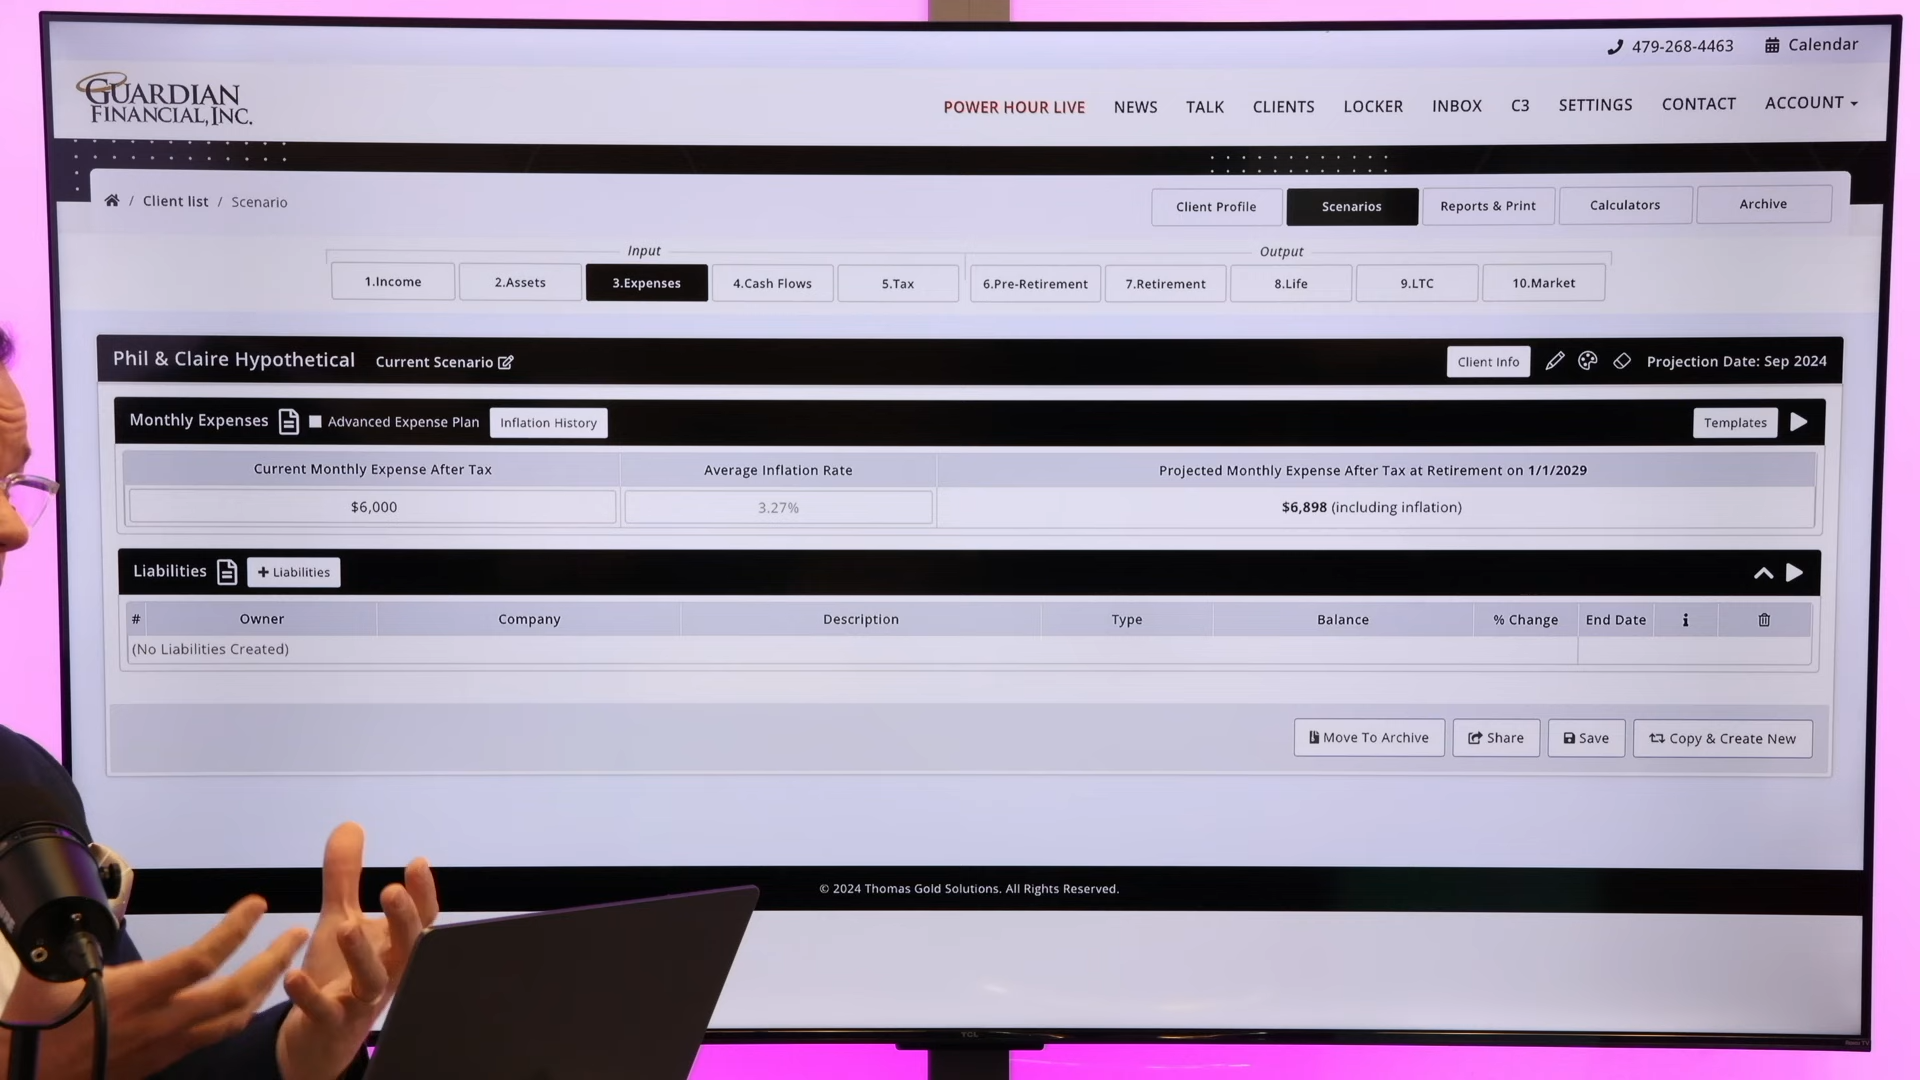 479-268-4463 Calendar
GUARDIAN
FINANCIAL, INC.
POWER HOUR LIVE NEWS TALK CLIENTS LOCKER INBOX C3 SETTINGS CONTACT ACCOUNT
/ Client list / Scenario
Client Profile Scenarios Reports & Print Calculators Archive
Input Output
1.Income 2.Assets 3.Expenses 4.Cash Flows 5.Tax 6.Pre-Retirement 7.Retirement 8.Life 9.LTC 10.Market
Phil & Claire Hypothetical Current Scenario Client Info Projection Date: Sep 2024
Monthly Expenses Advanced Expense Plan Inflation History Templates
Current Monthly Expense After Tax Average Inflation Rate Projected Monthly Expense After Tax at Retirement on 1/1/2029
$6,000 3.27% $6,898 (including inflation)
Liabilities + Liabilities
# Owner Company Description Type Balance % Change End Date i
(No Liabilities Created)
Move To Archive Share Save Copy & Create New
© 2024 Thomas Gold Solutions. All Rights Reserved.
TCL
Roku TV